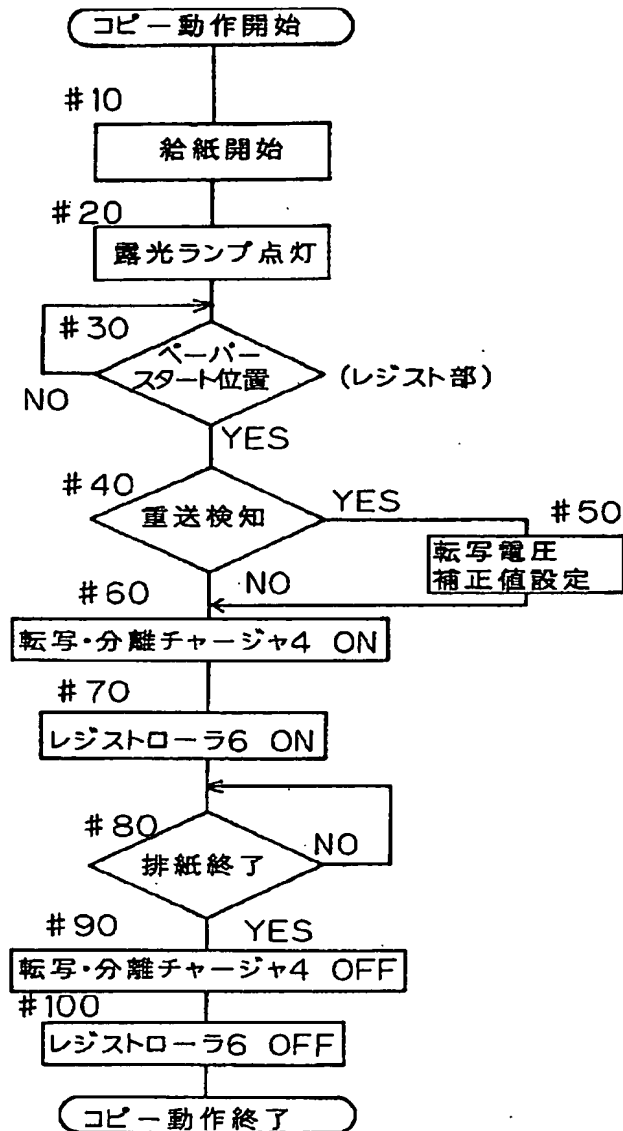 コピー動作開始
#10
給紙開始
#20
露光ランプ点灯
#30
ペーパー
スタート位置
(レジスト部)
NO
YES
#40
重送検知
YES
#50
転写電圧
補正値設定
NO
#60
転写・分離チャージャ4 ON
#70
レジストローラ6 ON
#80
排紙終了
NO
YES
#90
転写・分離チャージャ4 OFF
#100
レジストローラ6 OFF
コピー動作終了